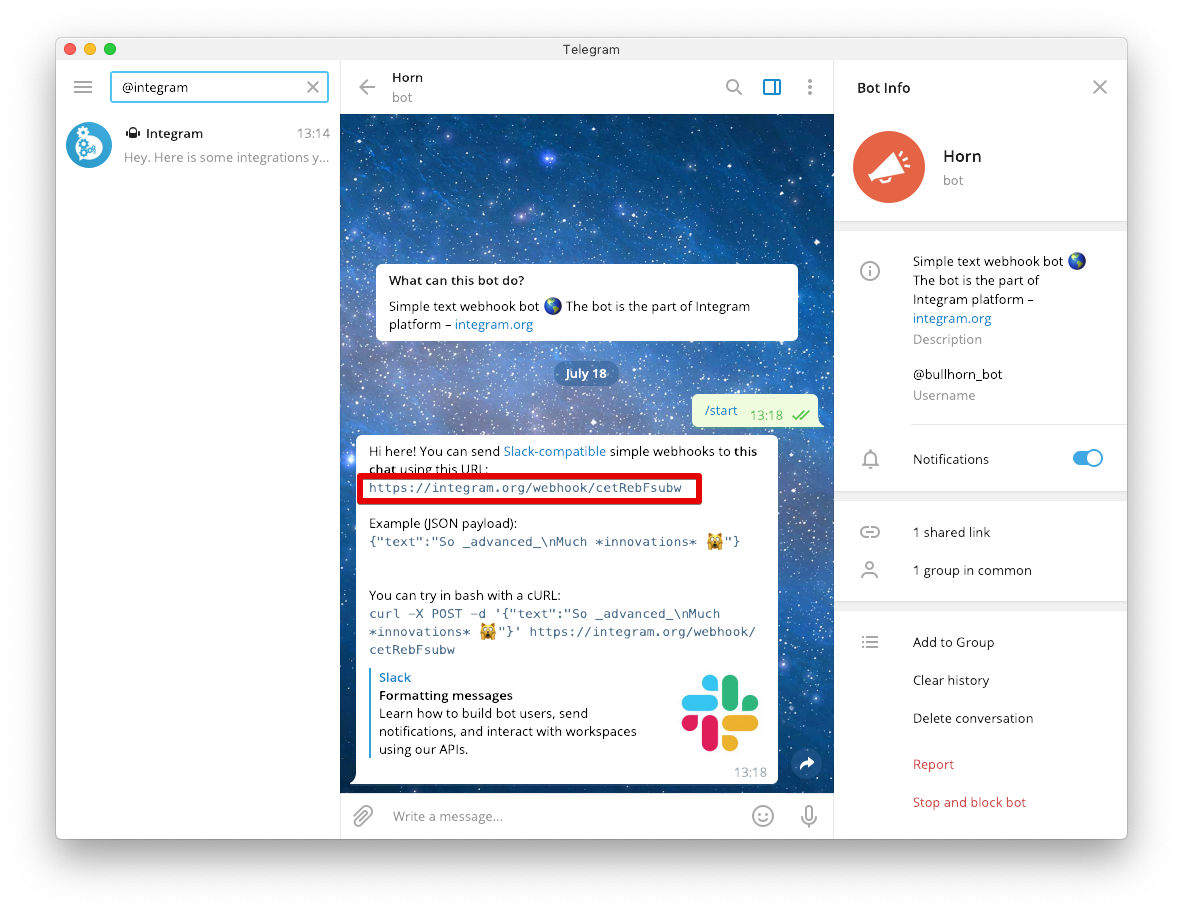 Telegram
@integram
Integram 13:14
Hey. Here is some integrations y...
Horn
bot
What can this bot do?
Simple text webhook bot 🌎 The bot is the part of Integram
platform – integram.org
July 18
/start 13:18
Hi here! You can send Slack-compatible simple webhooks to this
chat using this URL:
https://integram.org/webhook/cetRebFsubw
Example (JSON payload):
{"text":"So _advanced_\nMuch *innovations* 🙀"}
You can try in bash with a cURL:
curl -X POST -d '{"text":"So _advanced_\nMuch
*innovations* 🙀"}' https://integram.org/webhook/
cetRebFsubw
Slack
Formatting messages
Learn how to build bot users, send
notifications, and interact with workspaces
using our APIs.
13:18
Write a message...
Bot Info
Horn
bot
Simple text webhook bot 🌎
The bot is the part of
Integram platform –
integram.org
Description
@bullhorn_bot
Username
Notifications
1 shared link
1 group in common
Add to Group
Clear history
Delete conversation
Report
Stop and block bot